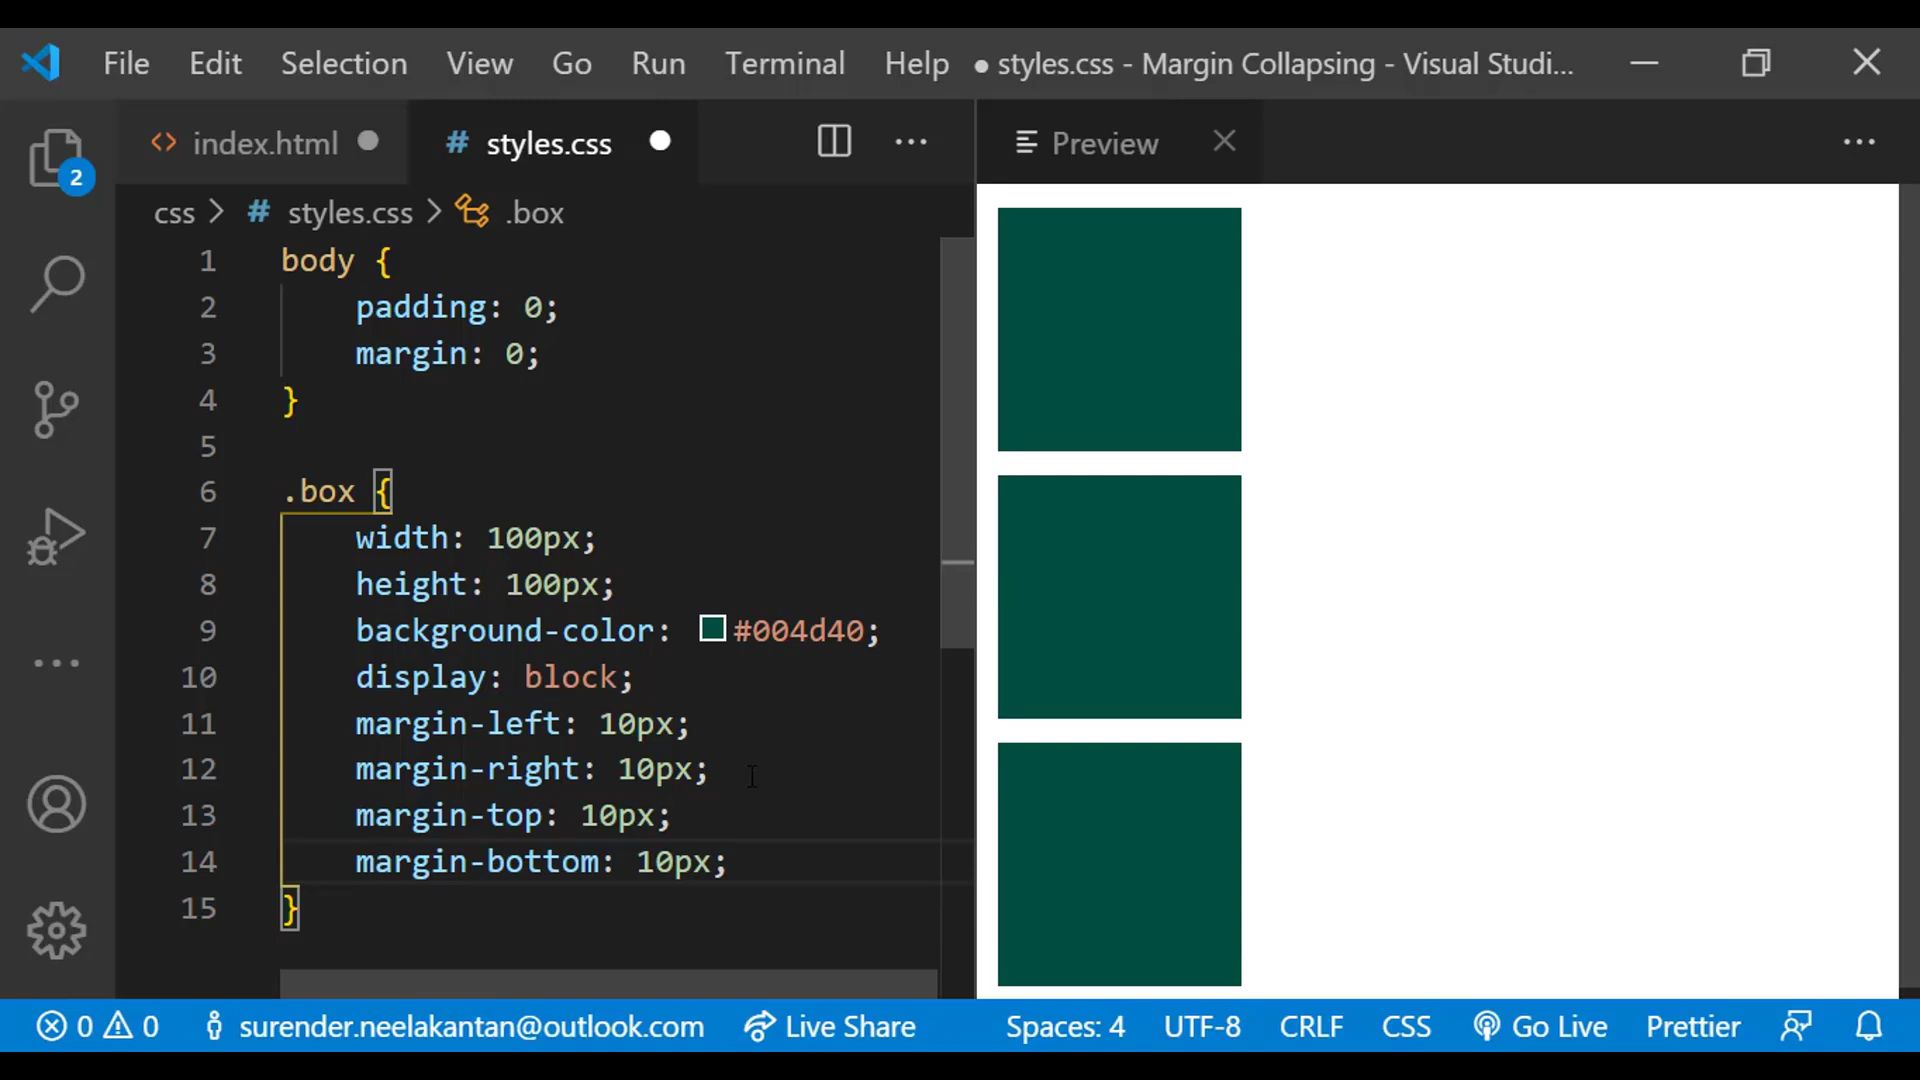 File Edit Selection View Go Run Terminal Help ● styles.css - Margin Collapsing - Visual Studi...
index.html # styles.css
Preview
2
css > # styles.css > .box
1 body {
2 padding: 0;
3 margin: 0;
4 }
5
6 .box {
7 width: 100px;
8 height: 100px;
9 background-color: #004d40;
10 display: block;
11 margin-left: 10px;
12 margin-right: 10px;
13 margin-top: 10px;
14 margin-bottom: 10px;
15 }
0 0 surender.neelakantan@outlook.com Live Share Spaces: 4 UTF-8 CRLF CSS Go Live Prettier